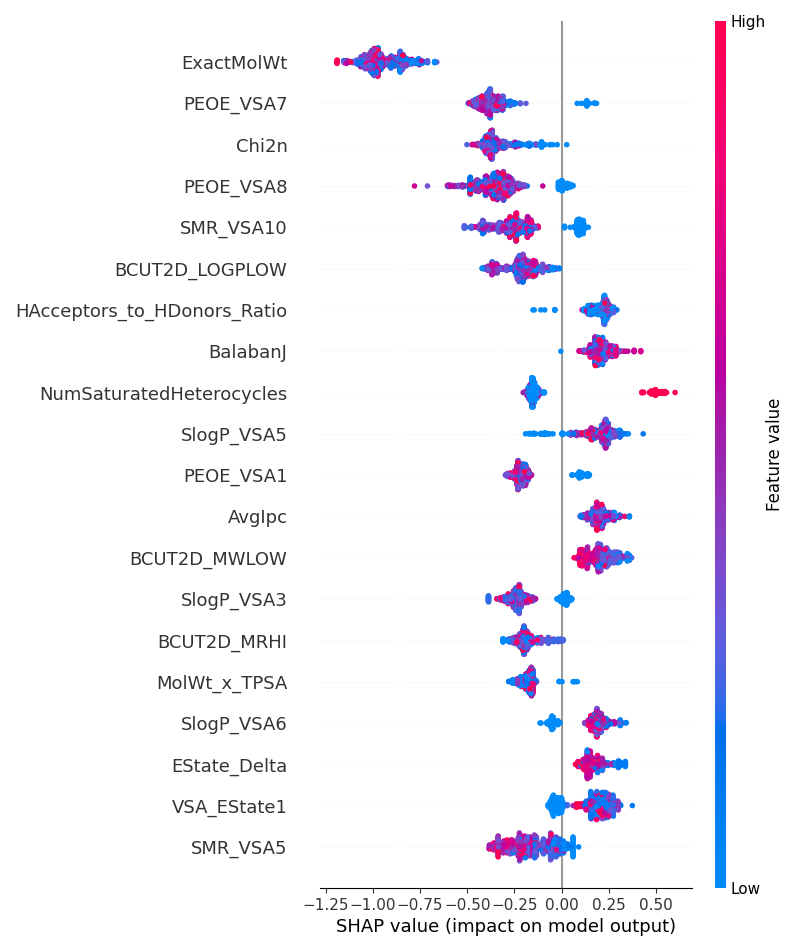 High
ExactMolWt
PEOE_VSA7
Chi2n
PEOE_VSA8
SMR_VSA10
BCUT2D_LOGPLOW
HAcceptors_to_HDonors_Ratio
BalabanJ
NumSaturatedHeterocycles
SlogP_VSA5
PEOE_VSA1
AvgIpc
BCUT2D_MWLOW
SlogP_VSA3
BCUT2D_MRHI
MolWt_x_TPSA
SlogP_VSA6
EState_Delta
VSA_EState1
SMR_VSA5
Feature value
Low
−1.25 −1.00 −0.75 −0.50 −0.25 0.00 0.25 0.50
SHAP value (impact on model output)